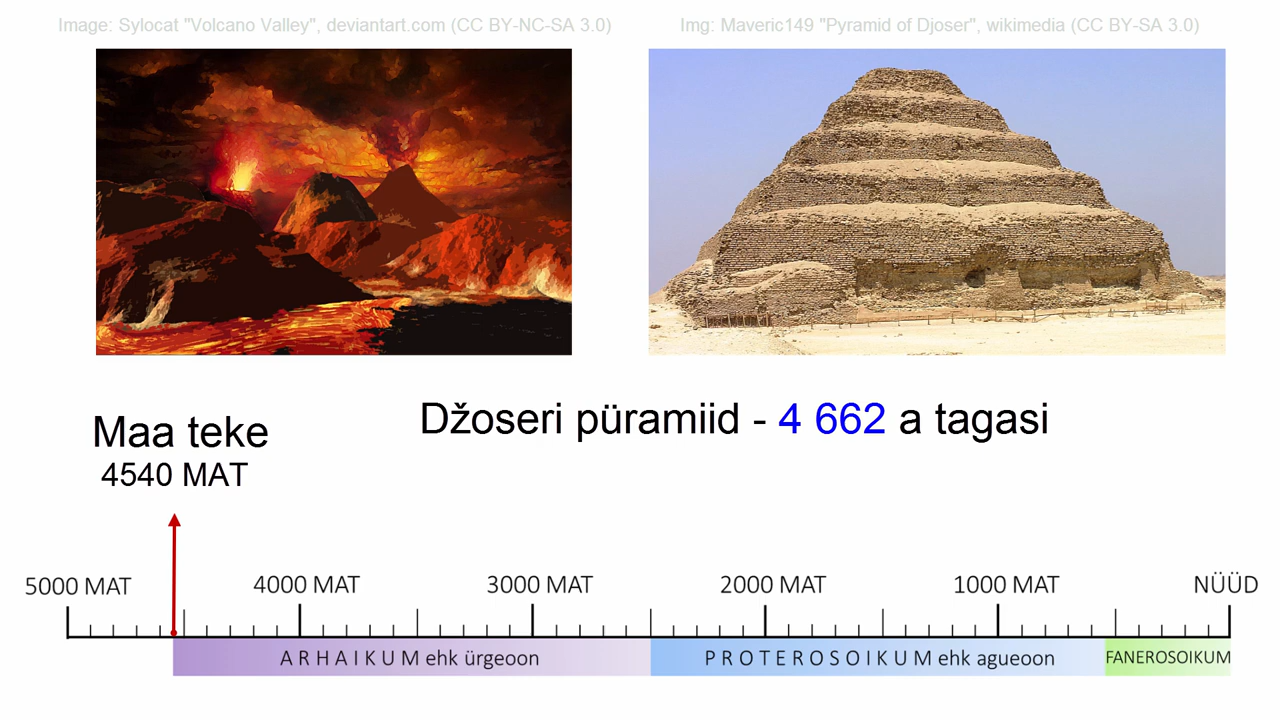 Image: Sylocat "Volcano Valley", deviantart.com (CC BY-NC-SA 3.0)
Img: Maveric149 "Pyramid of Djoser", wikimedia (CC BY-SA 3.0)
Maa teke
4540 MAT
Džoseri püramiid - 4 662 a tagasi
5000 MAT
4000 MAT
3000 MAT
2000 MAT
1000 MAT
NÜÜD
ARHAIKUM ehk ürgeoon
PROTEROSOIKUM ehk agueoon
FANEROSOIKUM